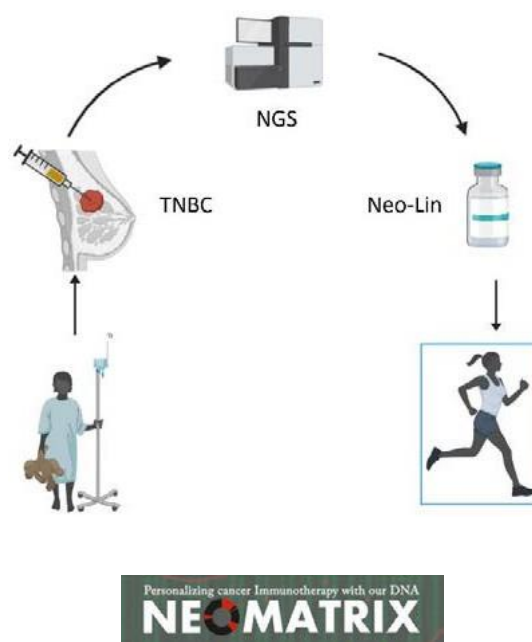 NGS
TNBC
Neo-Lin
Personalizing cancer Immunotherapy with our DNA
NEOMATRIX